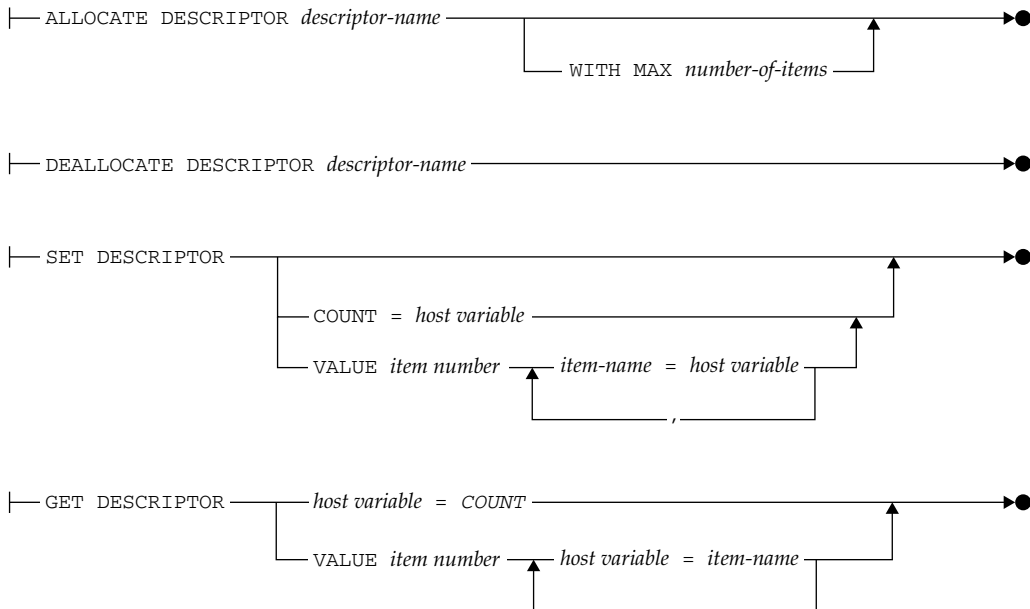 ALLOCATE DESCRIPTOR descriptor-name
WITH MAX number-of-items
DEALLOCATE DESCRIPTOR descriptor-name
SET DESCRIPTOR
COUNT = host variable
VALUE item number item-name = host variable
,
GET DESCRIPTOR host variable = COUNT
VALUE item number host variable = item-name